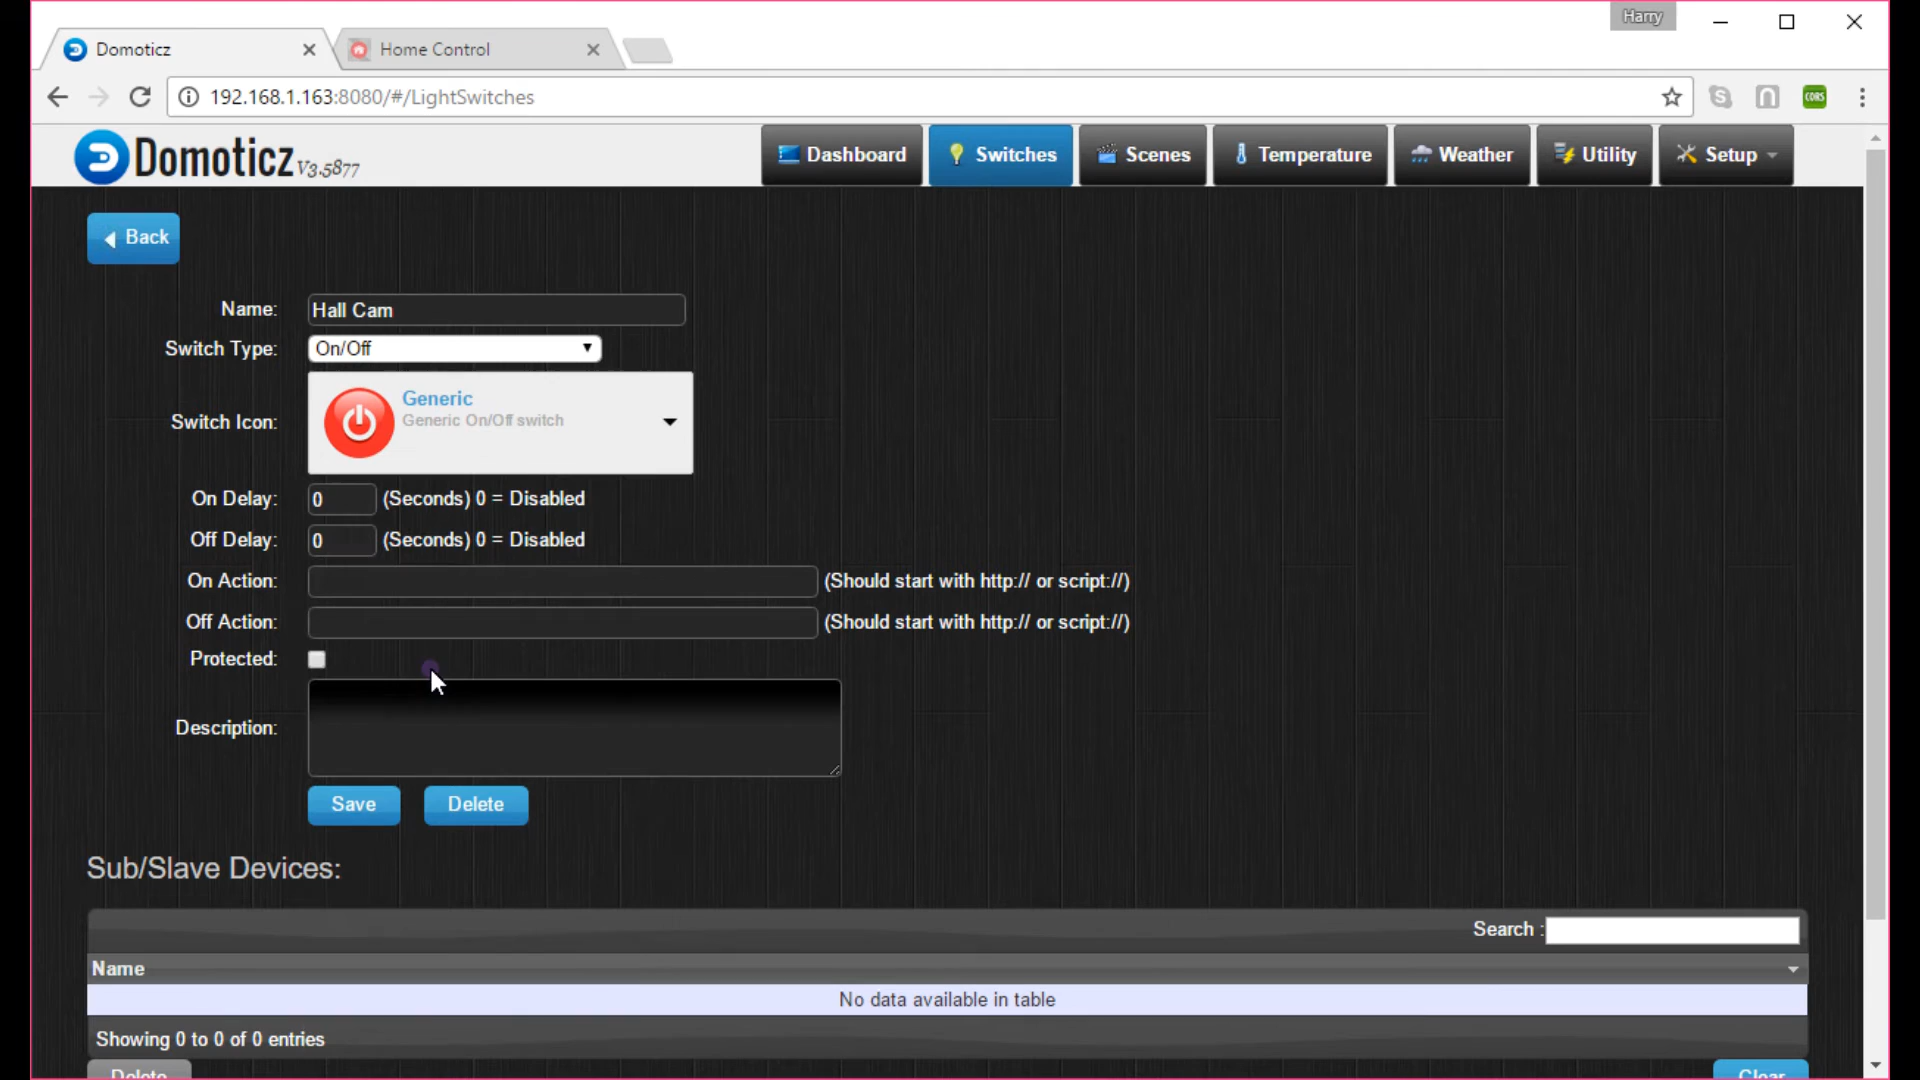 Harry
Domoticz
Home Control
192.168.1.163:8080/#/LightSwitches
CORS
Domoticz V3.5877
Dashboard
Switches
Scenes
Temperature
Weather
Utility
Setup
Back
Name: Hall Cam
Switch Type: On/Off
Switch Icon: Generic
Generic On/Off switch
On Delay: 0 (Seconds) 0 = Disabled
Off Delay: 0 (Seconds) 0 = Disabled
On Action: (Should start with http:// or script://)
Off Action: (Should start with http:// or script://)
Protected:
Description:
Save Delete
Sub/Slave Devices:
Search :
Name
No data available in table
Showing 0 to 0 of 0 entries
Delete Clear